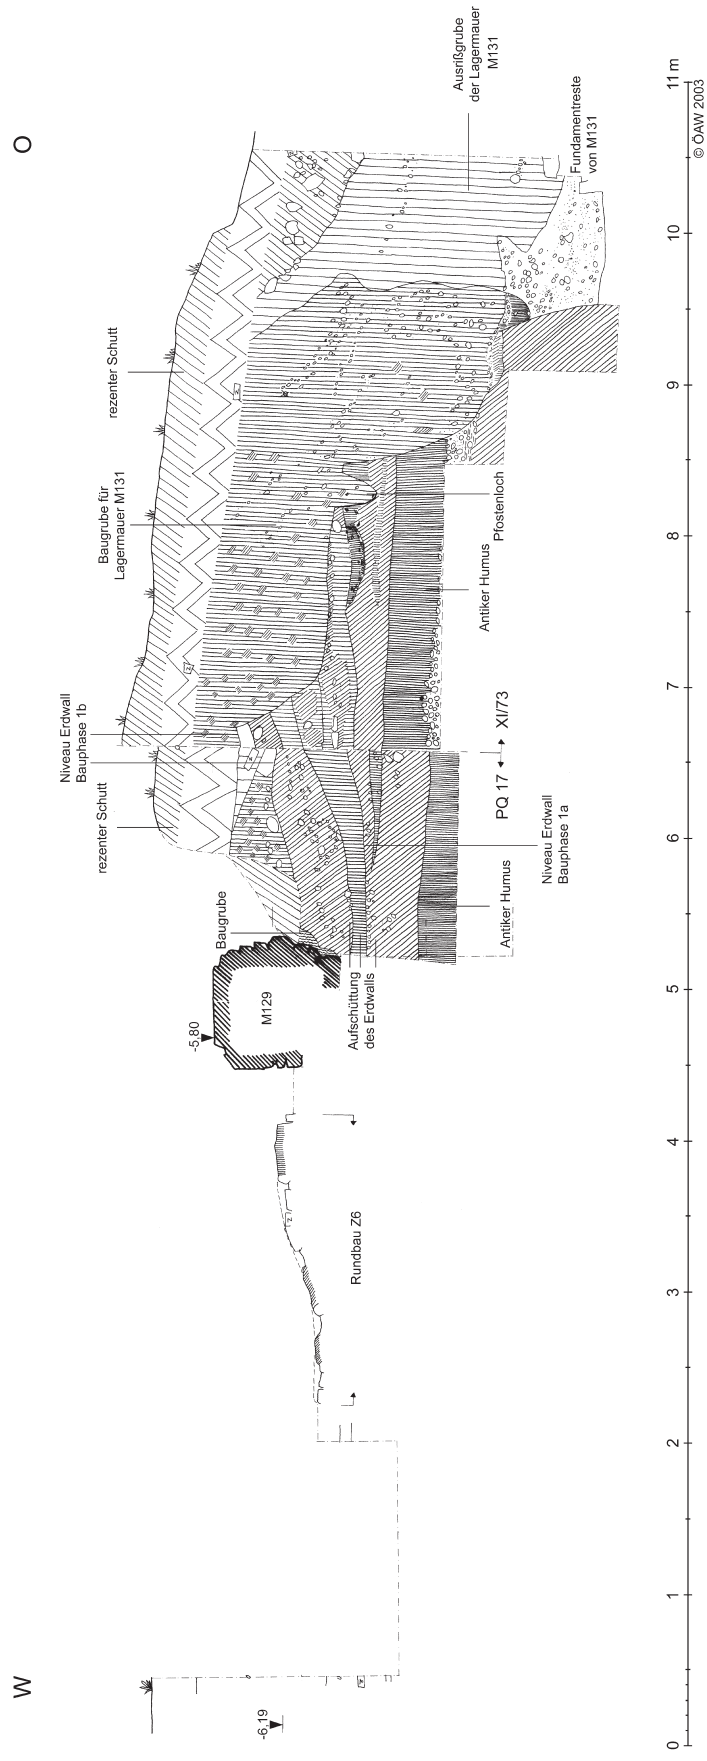 W
O
rezenter Schutt
Niveau Erdwall
Bauphase 1b
Baugrube für
Lagermauer M131
rezenter Schutt
Ausrißgrube
der Lagermauer
M131
-6,19
-5,80
M129
Baugrube
Rundbau Z6
Aufschüttung
des Erdwalls
Antiker Humus
Niveau Erdwall
Bauphase 1a
PQ 17
XI/73
Antiker Humus
Pfostenloch
Fundamentreste
von M131
z
z
z
z
z
0
1
2
3
4
5
6
7
8
9
10
11m
© ÖAW 2003